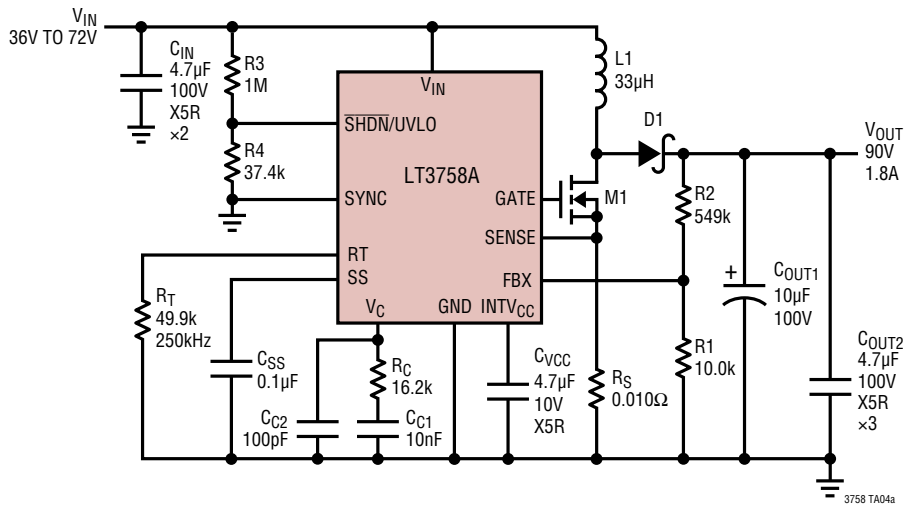 VIN
36V TO 72V
CIN
4.7µF
100V
X5R
×2
R3
1M
R4
37.4k
VIN
SHDN/UVLO
LT3758A
SYNC
GATE
SENSE
RT
SS
FBX
VC
GND
INTVCC
L1
33µH
D1
M1
VOUT
90V
1.8A
R2
549k
+
COUT1
10µF
100V
COUT2
4.7µF
100V
X5R
×3
R1
10.0k
RT
49.9k
250kHz
CSS
0.1µF
CC2
100pF
RC
16.2k
CC1
10nF
CVCC
4.7µF
10V
X5R
RS
0.010Ω
3758 TA04a